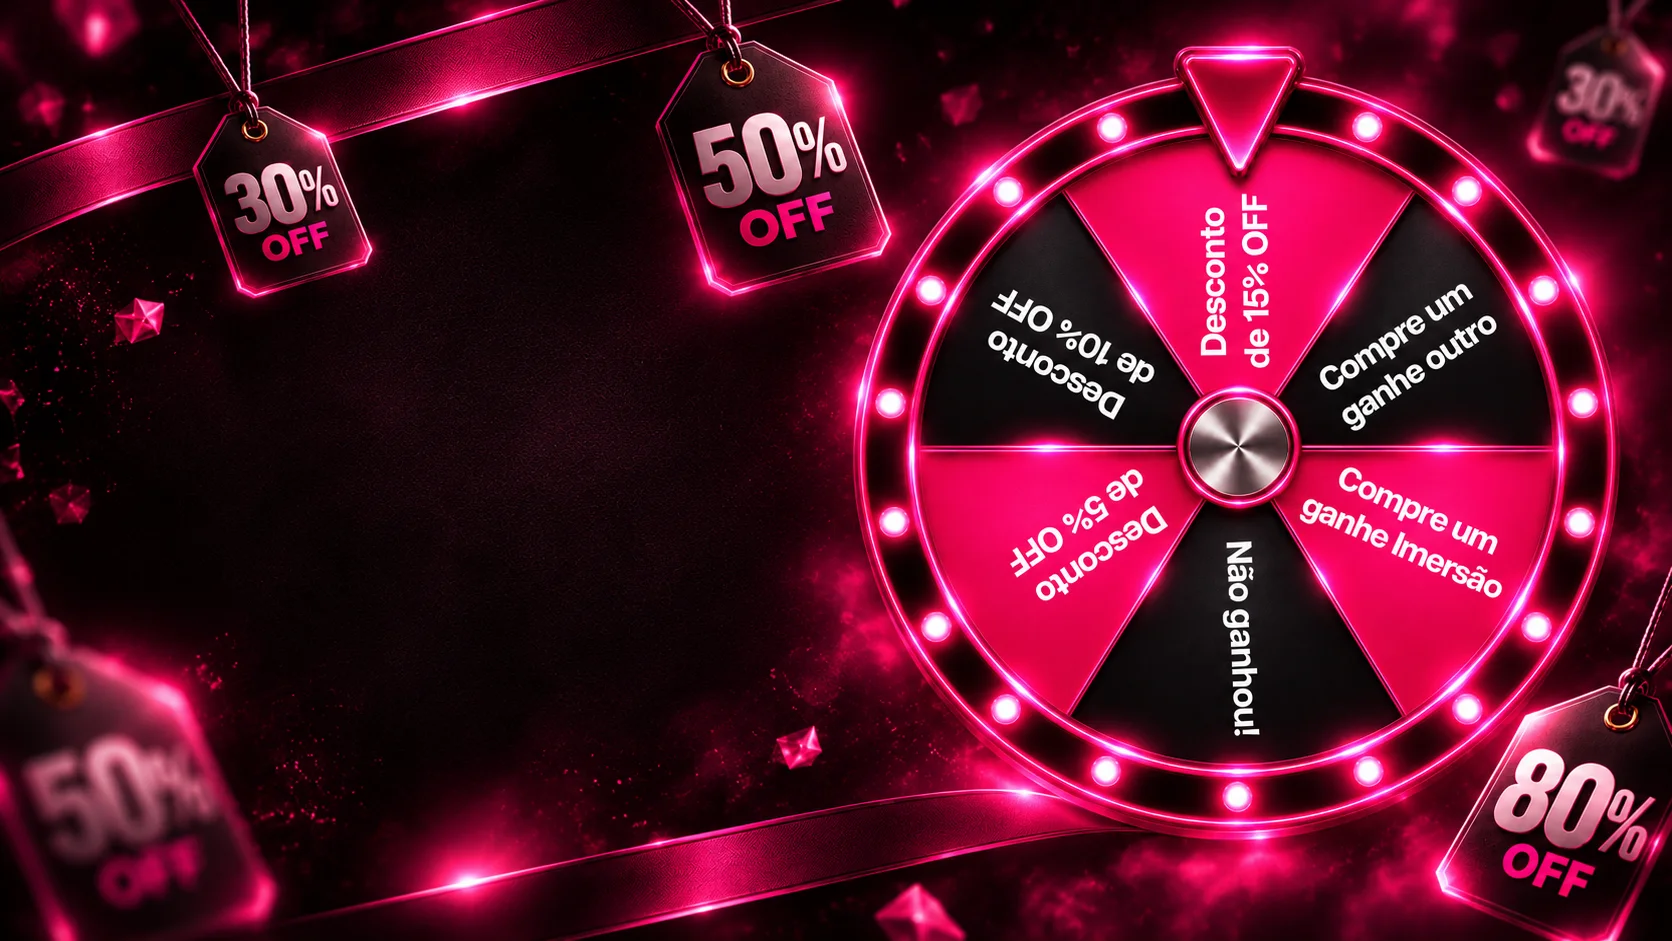 30%
OFF
50%
OFF
30%
OFF
Desconto
de 15% OFF
Compre um
ganhe outro
Compre um
ganhe Imersão
Não ganhou!
Desconto
de 5% OFF
Desconto
de 10% OFF
50%
OFF
80%
OFF